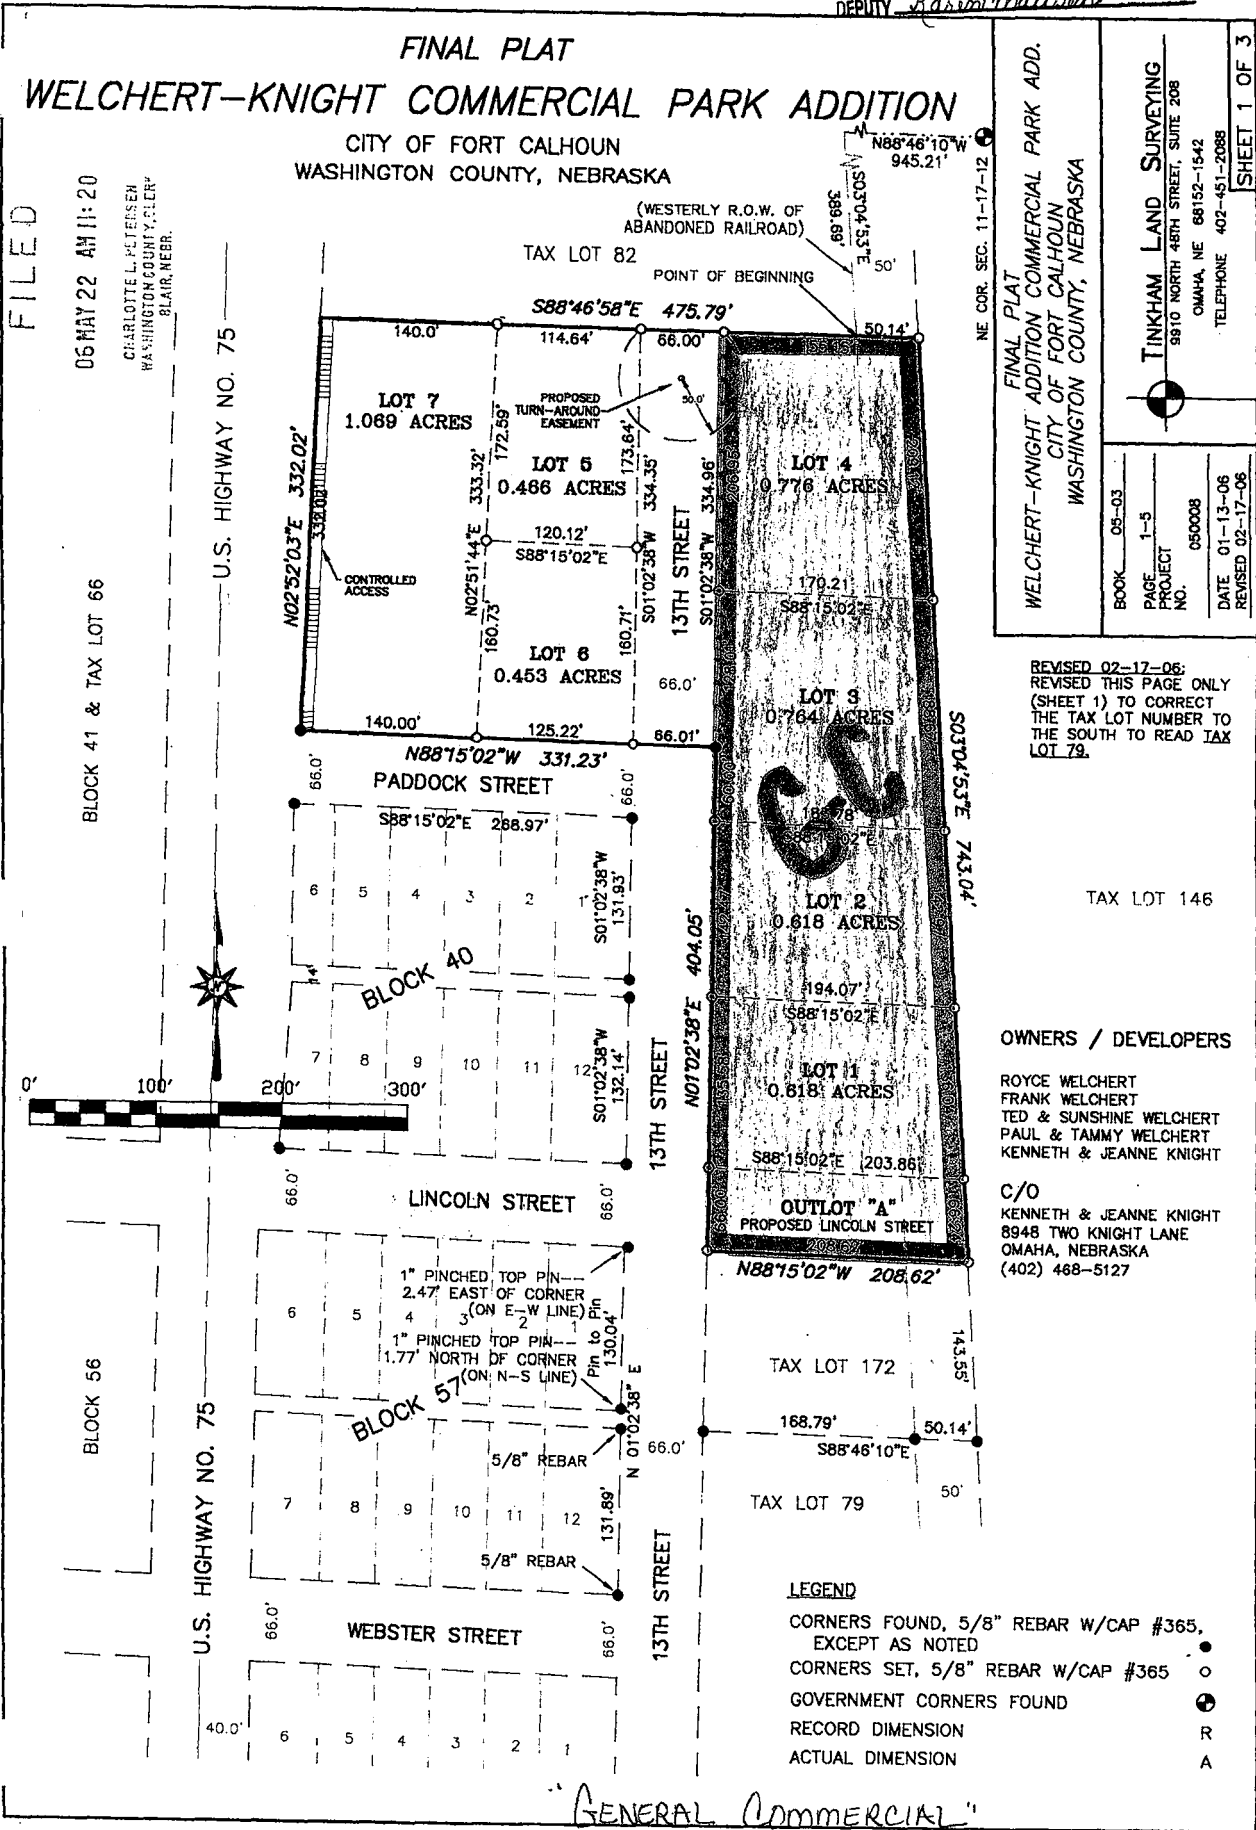 DEPUTY
FINAL PLAT
WELCHERT-KNIGHT COMMERCIAL PARK ADDITION
CITY OF FORT CALHOUN
WASHINGTON COUNTY, NEBRASKA
FILED
06 MAY 22 AM 11:20
CHARLOTTE L. PETERSEN
WASHINGTON COUNTY, CLERK
BLAIR, NEBR.
N88°46'10"W
945.21'
S03°04'53"E
389.69'
50'
(WESTERLY R.O.W. OF
ABANDONED RAILROAD)
TAX LOT 82
POINT OF BEGINNING
NE COR. SEC. 11-17-12
S88°46'58"E 475.79'
140.0'
114.64'
66.00'
50.14'
LOT 7
1.069 ACRES
PROPOSED
TURN-AROUND
EASEMENT
50.0'
172.59'
173.64'
LOT 5
0.466 ACRES
LOT 4
0.776 ACRES
N02°52'03"E 332.02'
332.02'
N02°51'44"E 333.32'
S01°02'38"W 334.35'
13TH STREET
S01°02'38"W 334.96'
120.12'
S88°15'02"E
170.21'
S88°15'02"E
CONTROLLED
ACCESS
160.73'
160.71'
LOT 6
0.453 ACRES
66.0'
LOT 3
0.764 ACRES
140.00'
125.22'
66.01'
N88°15'02"W 331.23'
S03°04'53"E 743.04'
U.S. HIGHWAY NO. 75
BLOCK 41 & TAX LOT 66
66.0'
PADDOCK STREET
66.0'
S88°15'02"E 268.97'
GC
S88°15'02"E
6 5 4 3 2 1
S01°02'38"W
131.93'
LOT 2
0.618 ACRES
TAX LOT 146
14'
BLOCK 40
N01°02'38"E 404.05'
194.07'
S88°15'02"E
7 8 9 10 11 12
S01°02'38"W
132.14'
13TH STREET
LOT 1
0.618 ACRES
0' 100' 200' 300'
S88°15'02"E 203.86'
66.0'
LINCOLN STREET
66.0'
OUTLOT "A"
PROPOSED LINCOLN STREET
208.62'
N88°15'02"W 208.62'
1" PINCHED TOP PIN--
2.47' EAST OF CORNER
(ON E-W LINE)
6 5 4 3 2 1
1" PINCHED TOP PIN--
1.77' NORTH OF CORNER
(ON N-S LINE)
Pin to Pin
130.04'
BLOCK 56
BLOCK 57
N 01°02'38" E
TAX LOT 172
143.55'
168.79'
50.14'
S88°46'10"E
5/8" REBAR
66.0'
TAX LOT 79
50'
7 8 9 10 11 12
131.89'
5/8" REBAR
U.S. HIGHWAY NO. 75
66.0'
WEBSTER STREET
66.0'
13TH STREET
40.0'
6 5 4 3 2 1
FINAL PLAT
WELCHERT-KNIGHT ADDITION COMMERCIAL PARK ADD.
CITY OF FORT CALHOUN
WASHINGTON COUNTY, NEBRASKA
TINKHAM LAND SURVEYING
9910 NORTH 48TH STREET, SUITE 208
OMAHA, NE 68152-1542
TELEPHONE 402-451-2088
SHEET 1 OF 3
BOOK 05-03
PAGE 1-5
PROJECT
NO. 050008
DATE 01-13-06
REVISED 02-17-06
REVISED 02-17-06:
REVISED THIS PAGE ONLY
(SHEET 1) TO CORRECT
THE TAX LOT NUMBER TO
THE SOUTH TO READ TAX
LOT 79.
OWNERS / DEVELOPERS
ROYCE WELCHERT
FRANK WELCHERT
TED & SUNSHINE WELCHERT
PAUL & TAMMY WELCHERT
KENNETH & JEANNE KNIGHT
C/O
KENNETH & JEANNE KNIGHT
8948 TWO KNIGHT LANE
OMAHA, NEBRASKA
(402) 468-5127
LEGEND
CORNERS FOUND, 5/8" REBAR W/CAP #365,
EXCEPT AS NOTED
CORNERS SET, 5/8" REBAR W/CAP #365
GOVERNMENT CORNERS FOUND
RECORD DIMENSION R
ACTUAL DIMENSION A
"GENERAL COMMERCIAL"